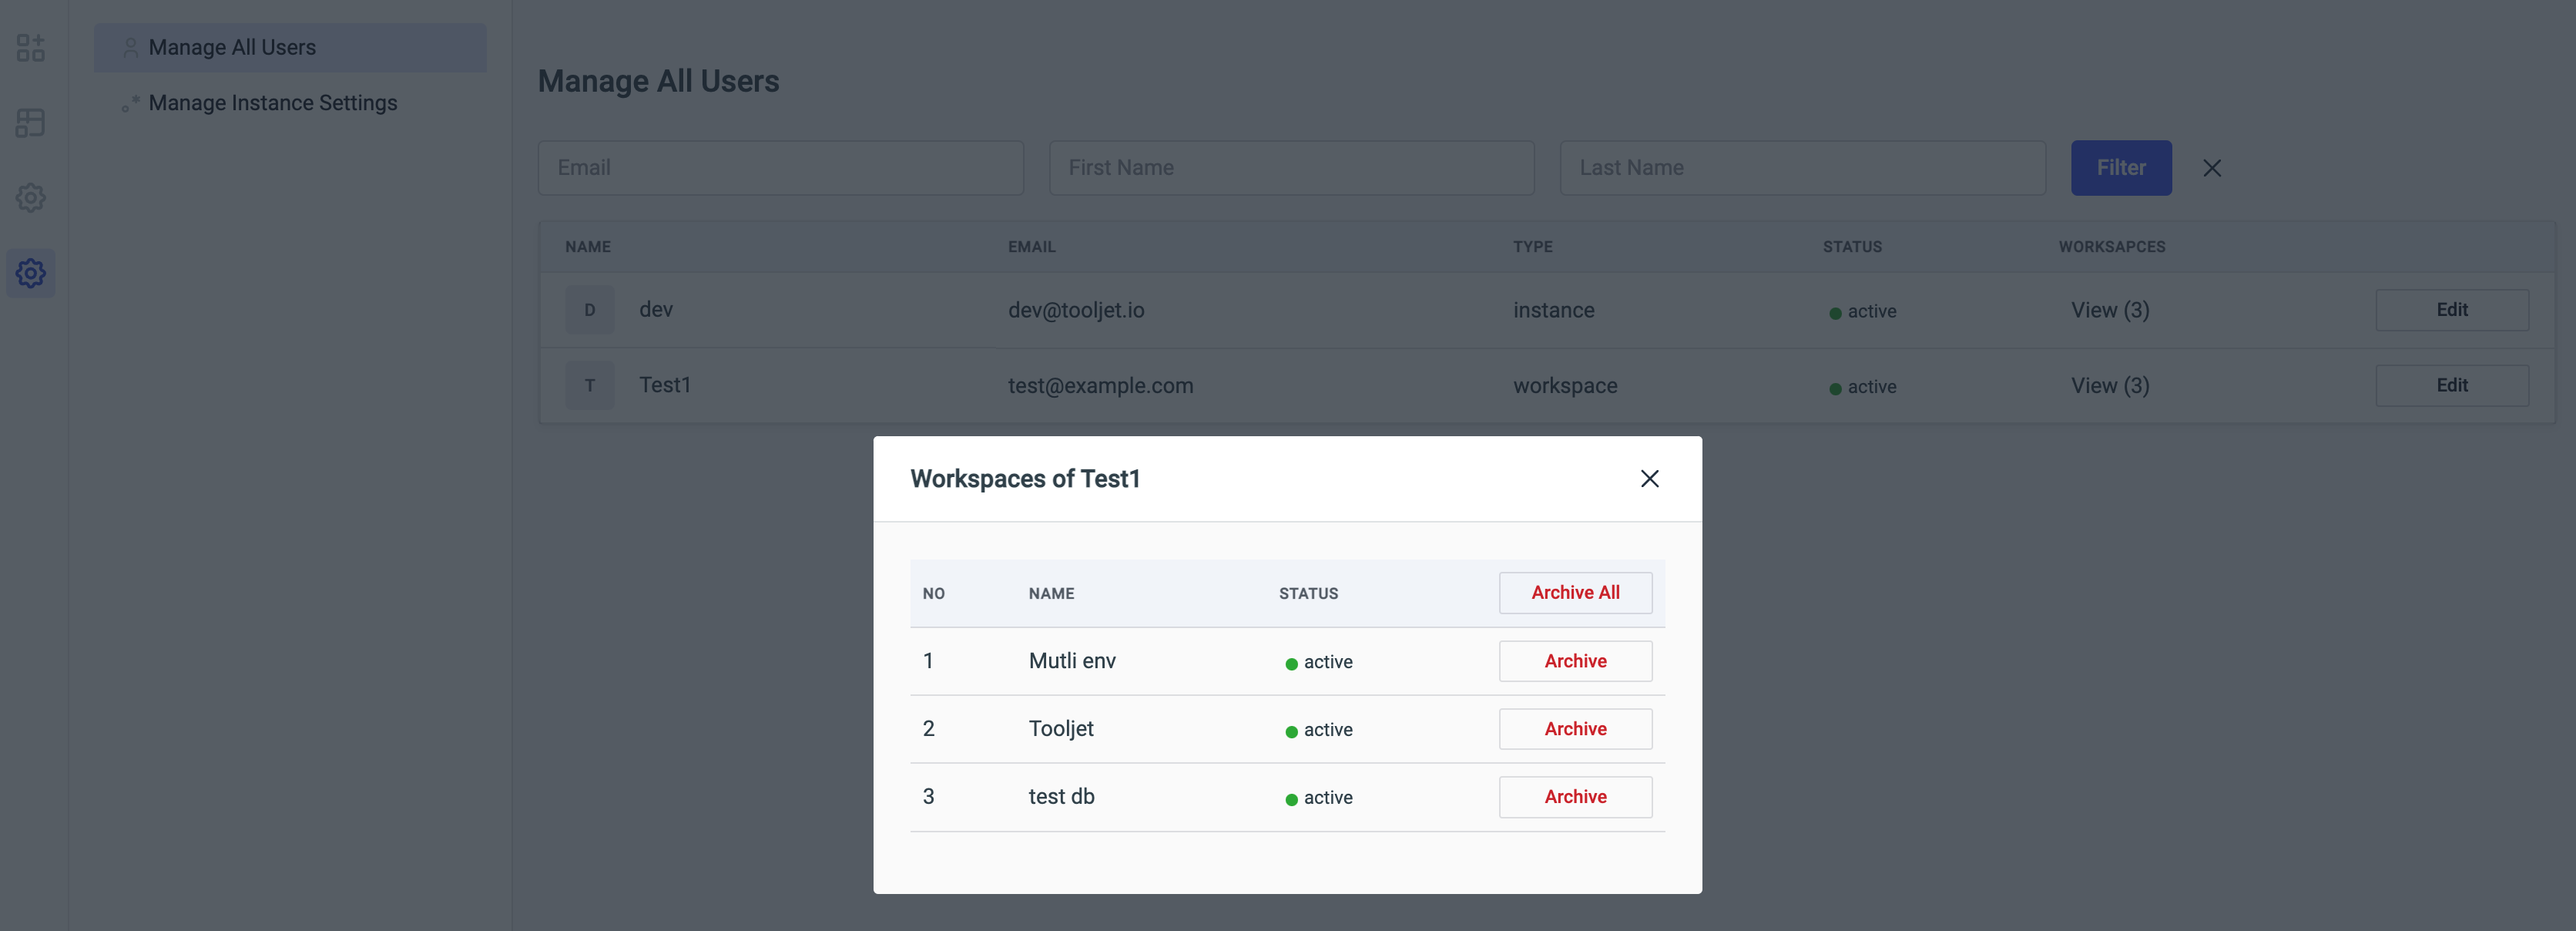 Manage All Users
Manage Instance Settings
Manage All Users
Email First Name Last Name Filter
NAME EMAIL TYPE STATUS WORKSAPCES
D dev dev@tooljet.io instance active View (3) Edit
T Test1 test@example.com workspace active View (3) Edit
Workspaces of Test1
NO NAME STATUS Archive All
1 Mutli env active Archive
2 Tooljet active Archive
3 test db active Archive